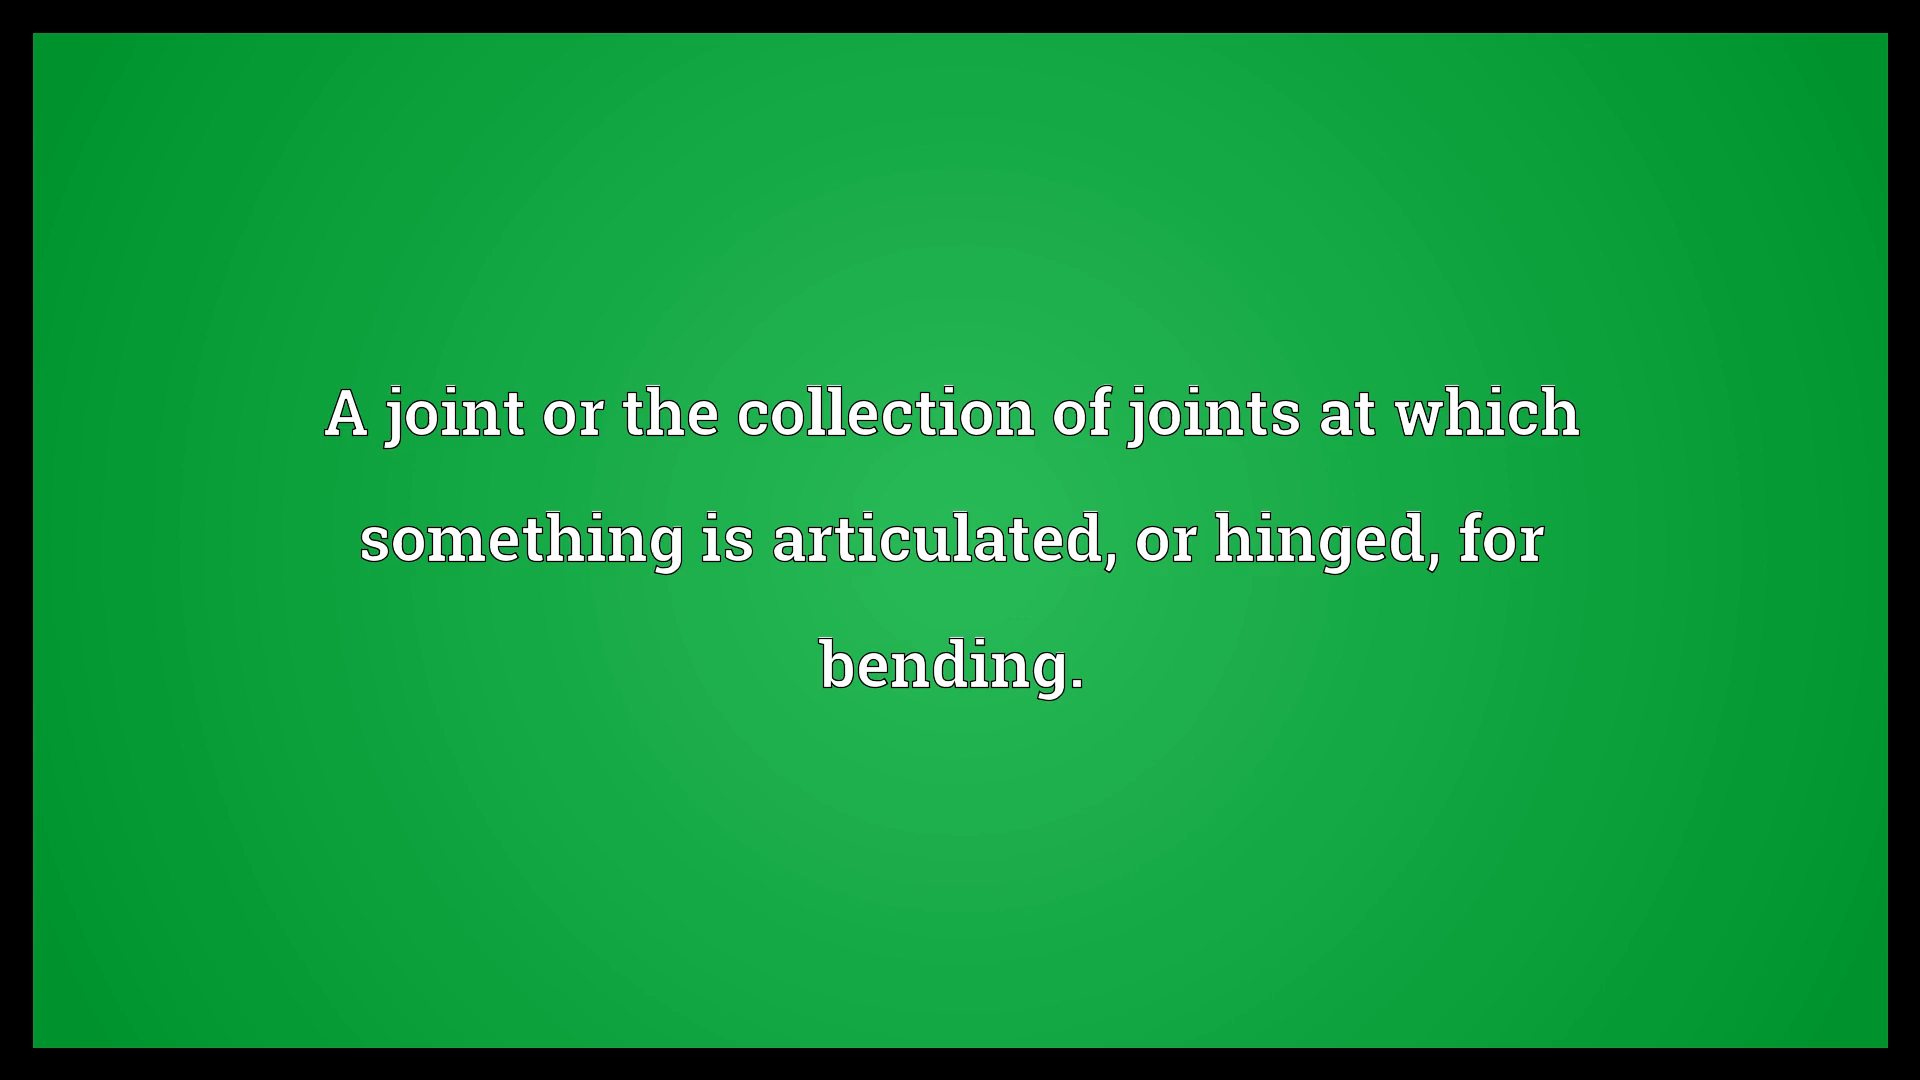 A joint or the collection of joints at which
something is articulated, or hinged, for
bending.